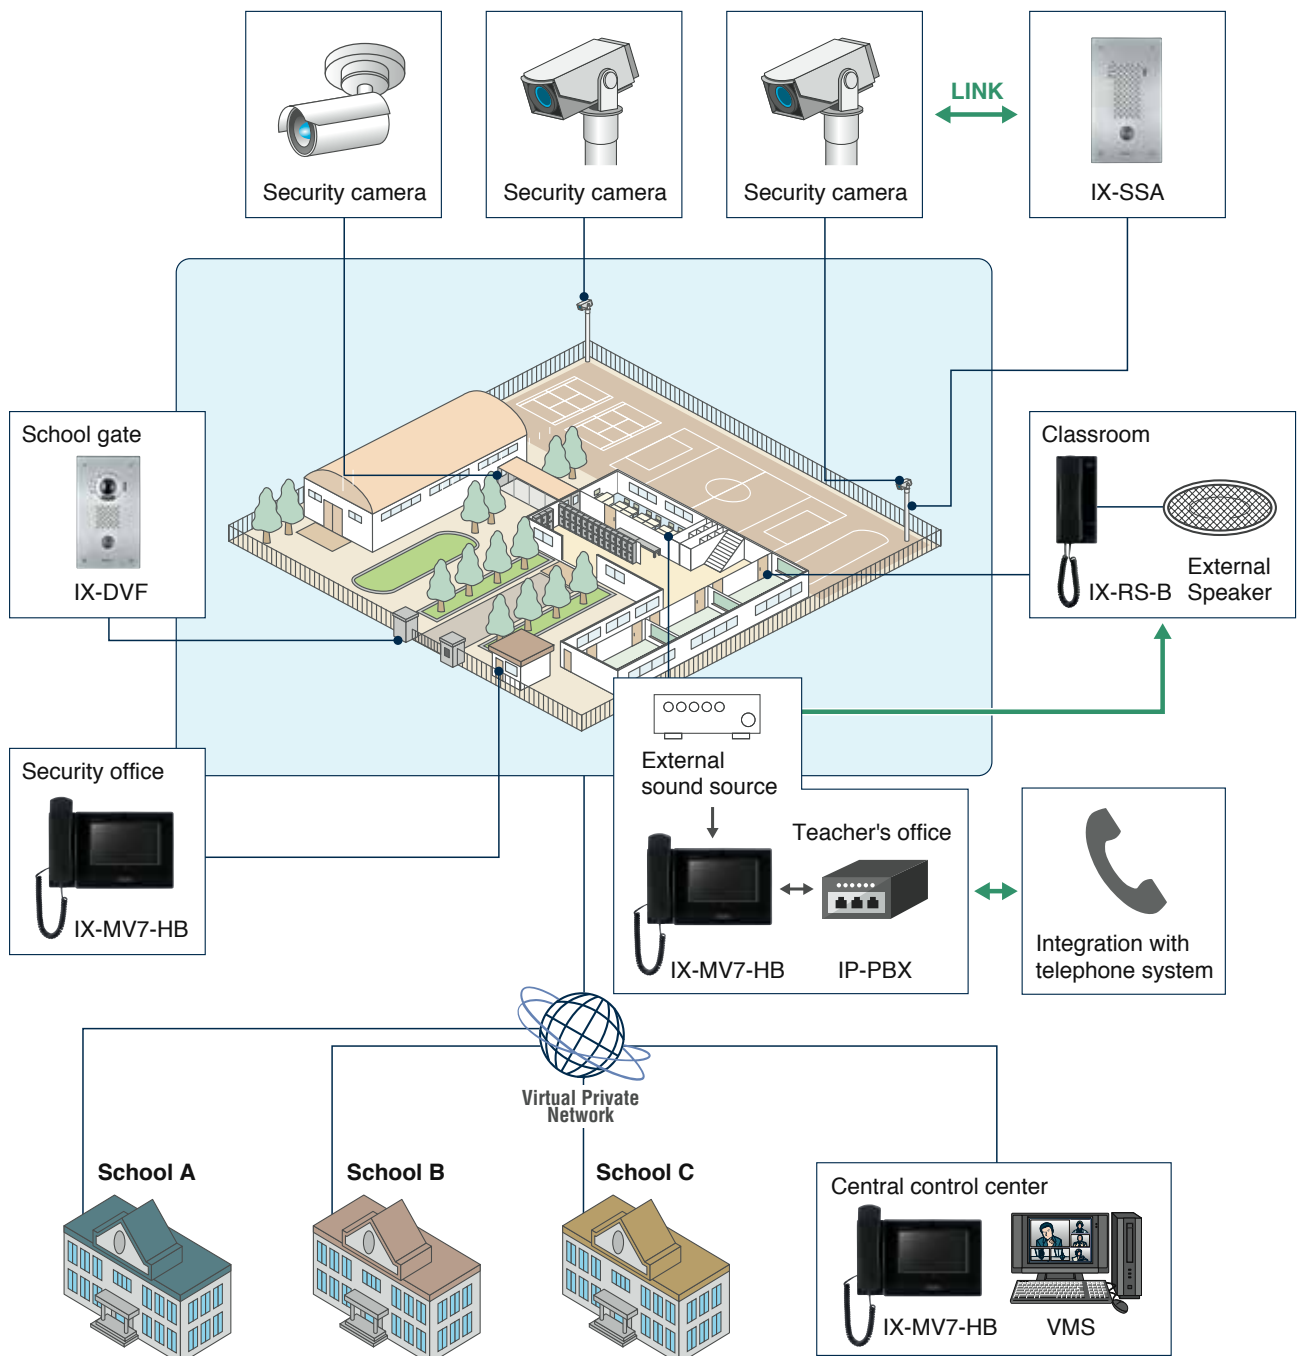 Security camera
Security camera
Security camera
LINK
IX-SSA
School gate
IX-DVF
Classroom
IX-RS-B
External
Speaker
Security office
IX-MV7-HB
External
sound source
Teacher's office
IX-MV7-HB
IP-PBX
Integration with
telephone system
Virtual Private
Network
School A
School B
School C
Central control center
IX-MV7-HB
VMS